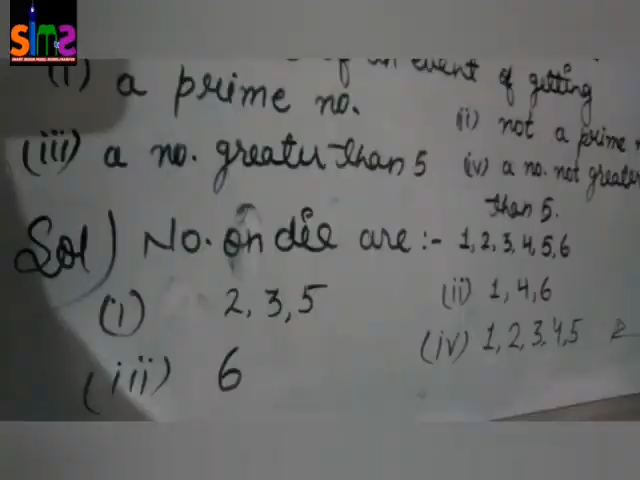 SIMS
of an event of getting
(i) a prime no.
(ii) not a prime
(iii) a no. greater than 5
(iv) a no. not greater
than 5.
Sol) No. on die are :- 1, 2, 3, 4, 5, 6
(i) 2, 3, 5
(ii) 1, 4, 6
(iii) 6
(iv) 1, 2, 3, 4, 5